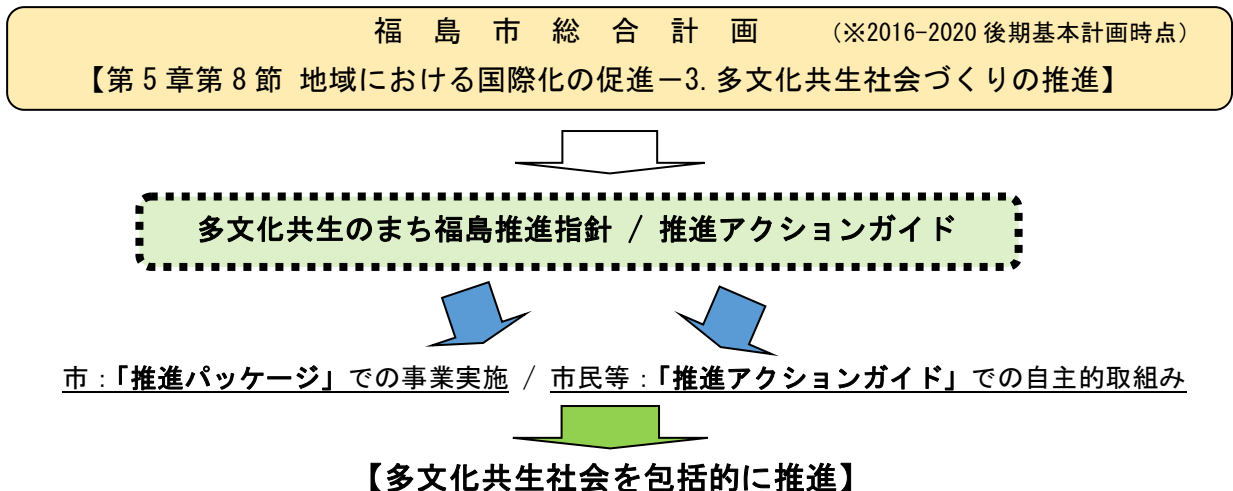 福島市総合計画 (※2016-2020 後期基本計画時点)
【第5章第8節 地域における国際化の促進－3.多文化共生社会づくりの推進】
多文化共生のまち福島推進指針 / 推進アクションガイド
市：「推進パッケージ」での事業実施 / 市民等：「推進アクションガイド」での自主的取組み
【多文化共生社会を包括的に推進】